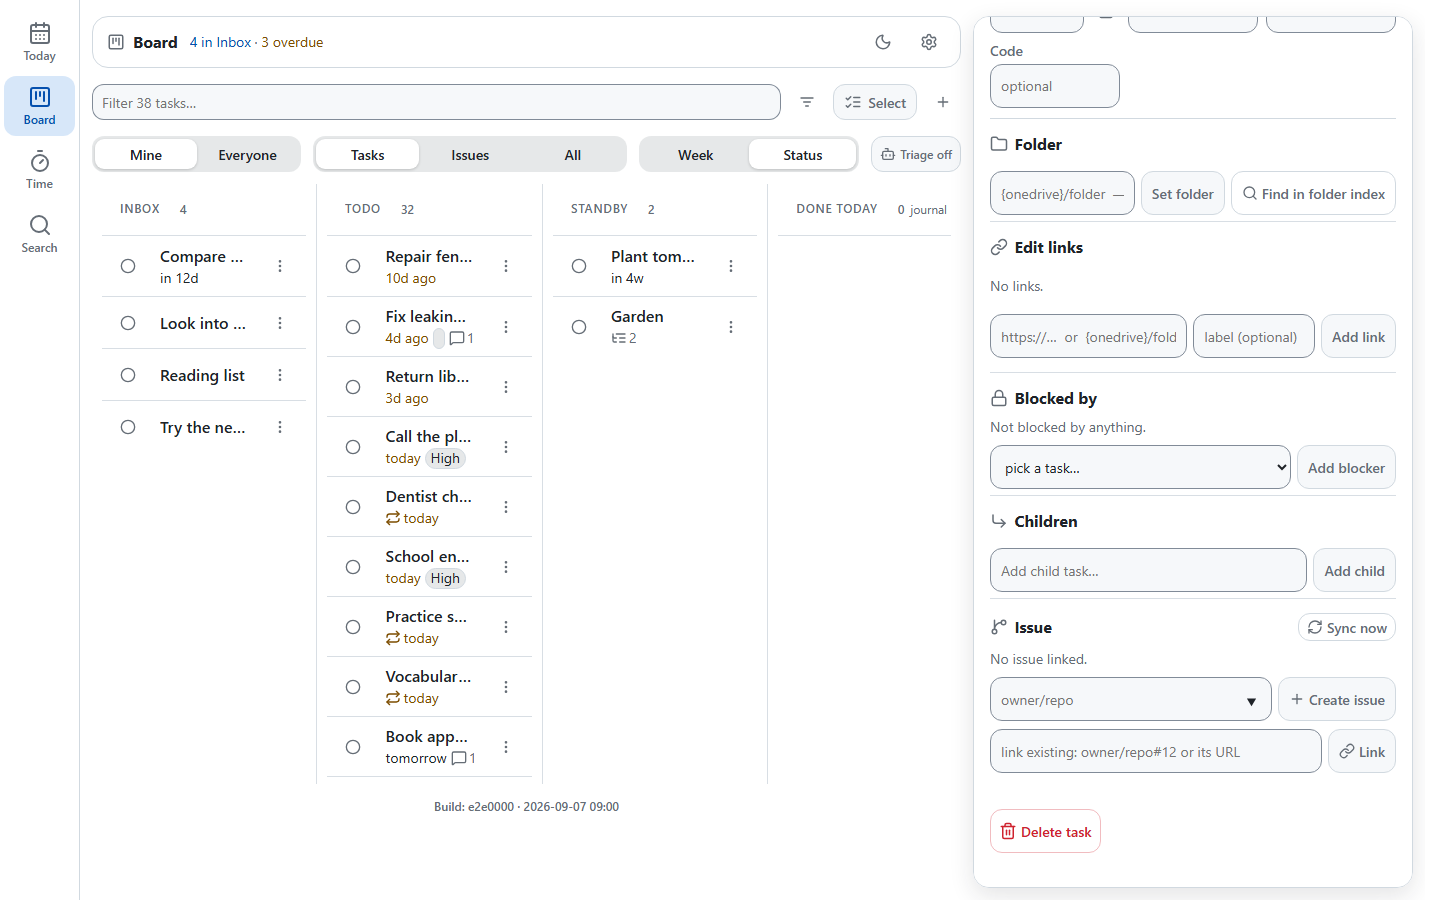 Today
Board
Time
Search
Board 4 in Inbox · 3 overdue
Filter 38 tasks...
Select
Mine Everyone
Tasks Issues All
Week Status
Triage off
INBOX 4
Compare ...
in 12d
Look into ...
Reading list
Try the ne...
TODO 32
Repair fen...
10d ago
Fix leakin...
4d ago 1
Return lib...
3d ago
Call the pl...
today High
Dentist ch...
today
School en...
today High
Practice s...
today
Vocabular...
today
Book app...
tomorrow 1
STANDBY 2
Plant tom...
in 4w
Garden
2
DONE TODAY 0 journal
Build: e2e0000 · 2026-09-07 09:00
Code
optional
Folder
{onedrive}/folder —
Set folder
Find in folder index
Edit links
No links.
https://... or {onedrive}/fold
label (optional)
Add link
Blocked by
Not blocked by anything.
pick a task...
Add blocker
Children
Add child task...
Add child
Issue
Sync now
No issue linked.
owner/repo
Create issue
link existing: owner/repo#12 or its URL
Link
Delete task